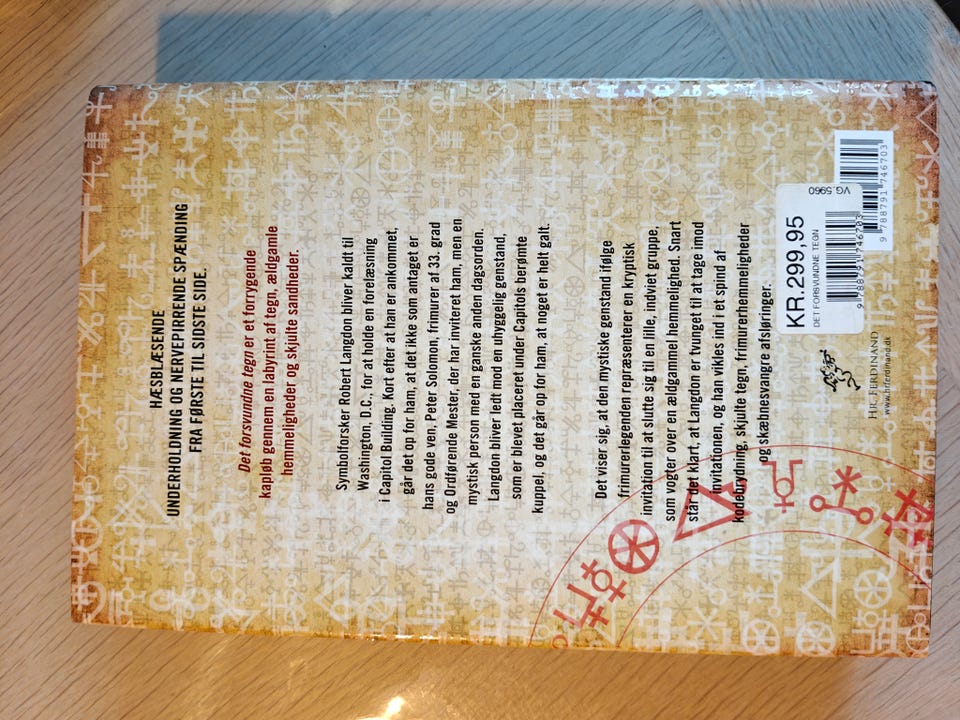 HÆSBLÆSENDE
UNDERHOLDNING OG NERVEPIRRENDE SPÆNDING
FRA FØRSTE TIL SIDSTE SIDE.
Det forsvundne tegn er et forrygende
kapløb gennem en labyrint af tegn, ældgamle
hemmeligheder og skjulte sandheder.
Symbolforsker Robert Langdon bliver kaldt til
Washington, D.C., for at holde en forelæsning
i Capitol Building. Kort efter at han er ankommet,
går det op for ham, at det ikke som antaget er
hans gode ven, Peter Solomon, frimurer af 33. grad
og Ordførende Mester, der har inviteret ham, men en
mystisk person med en ganske anden dagsorden.
Langdon bliver ledt mod en uhyggelig genstand,
som er blevet placeret under Capitols berømte
kuppel, og det går op for ham, at noget er helt galt.
Det viser sig, at den mystiske genstand ifølge
frimurerlegenden repræsenterer en kryptisk
invitation til at slutte sig til en lille, indviet gruppe,
som vogter over en ældgammel hemmelighed. Snart
står det klart, at Langdon er tvunget til at tage imod
invitationen, og han vikles ind i et spind af
kodebrydning, skjulte tegn, frimurerhemmeligheder
og skæbnesvangre afsløringer.
HR. FERDINAND
www.hrferdinand.dk
KR.299,95
DET FORSVUNDNE TEGN
9 788791 746703
VG.5960
9 788791 746703